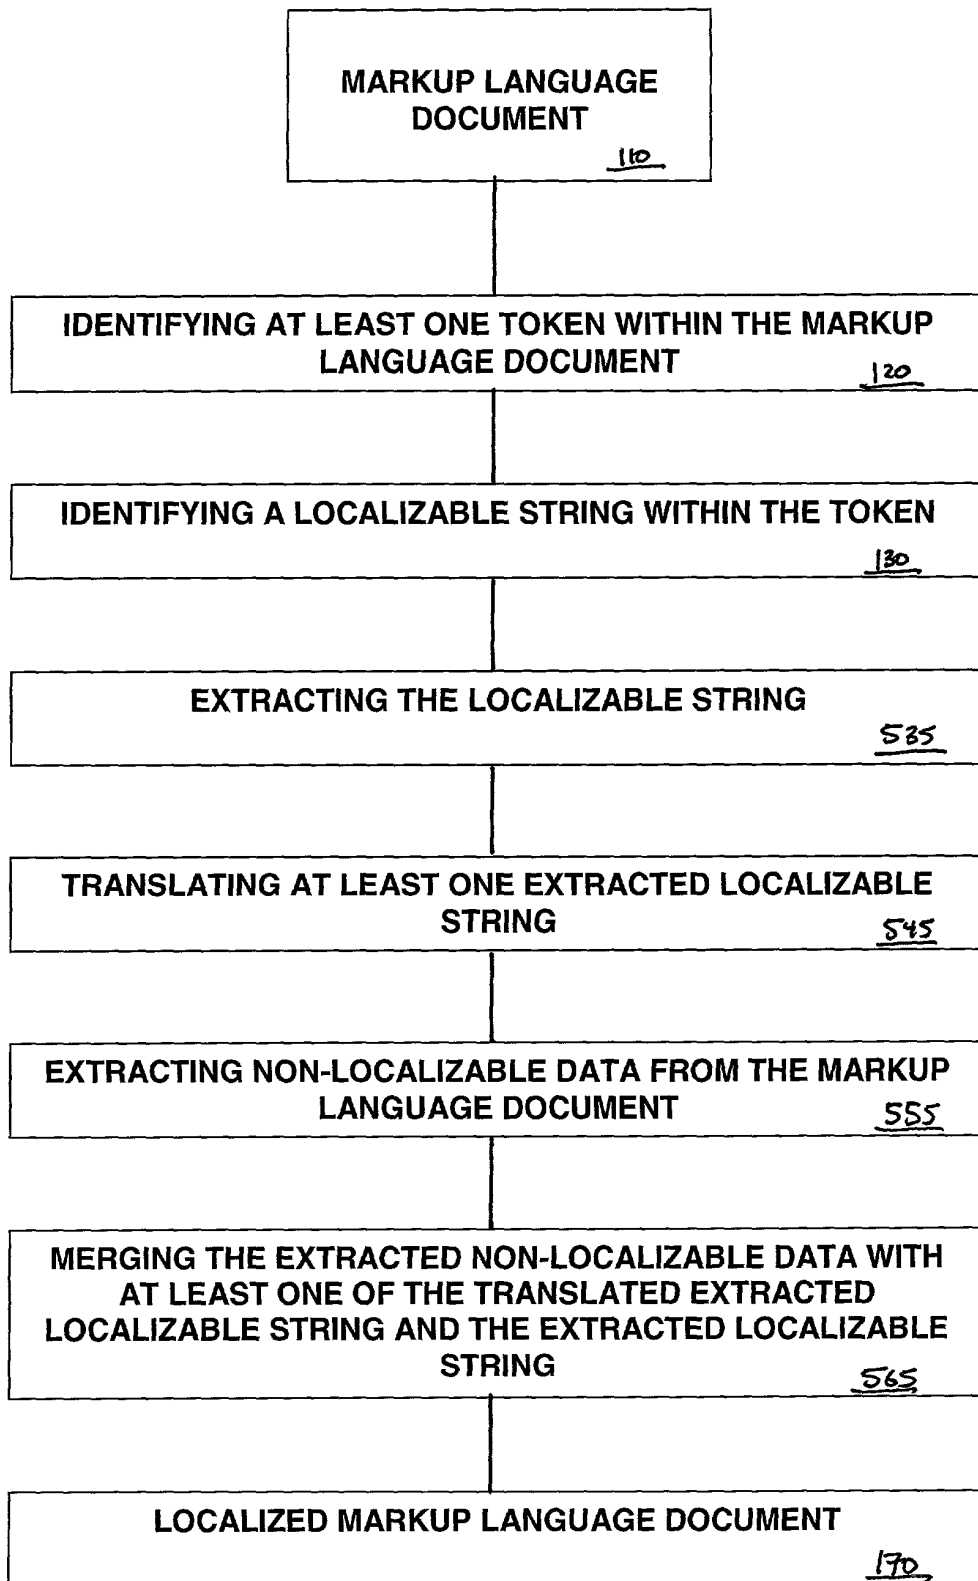 MARKUP LANGUAGE
DOCUMENT
110
IDENTIFYING AT LEAST ONE TOKEN WITHIN THE MARKUP
LANGUAGE DOCUMENT
120
IDENTIFYING A LOCALIZABLE STRING WITHIN THE TOKEN
130
EXTRACTING THE LOCALIZABLE STRING
535
TRANSLATING AT LEAST ONE EXTRACTED LOCALIZABLE
STRING
545
EXTRACTING NON-LOCALIZABLE DATA FROM THE MARKUP
LANGUAGE DOCUMENT
555
MERGING THE EXTRACTED NON-LOCALIZABLE DATA WITH
AT LEAST ONE OF THE TRANSLATED EXTRACTED
LOCALIZABLE STRING AND THE EXTRACTED LOCALIZABLE
STRING
565
LOCALIZED MARKUP LANGUAGE DOCUMENT
170